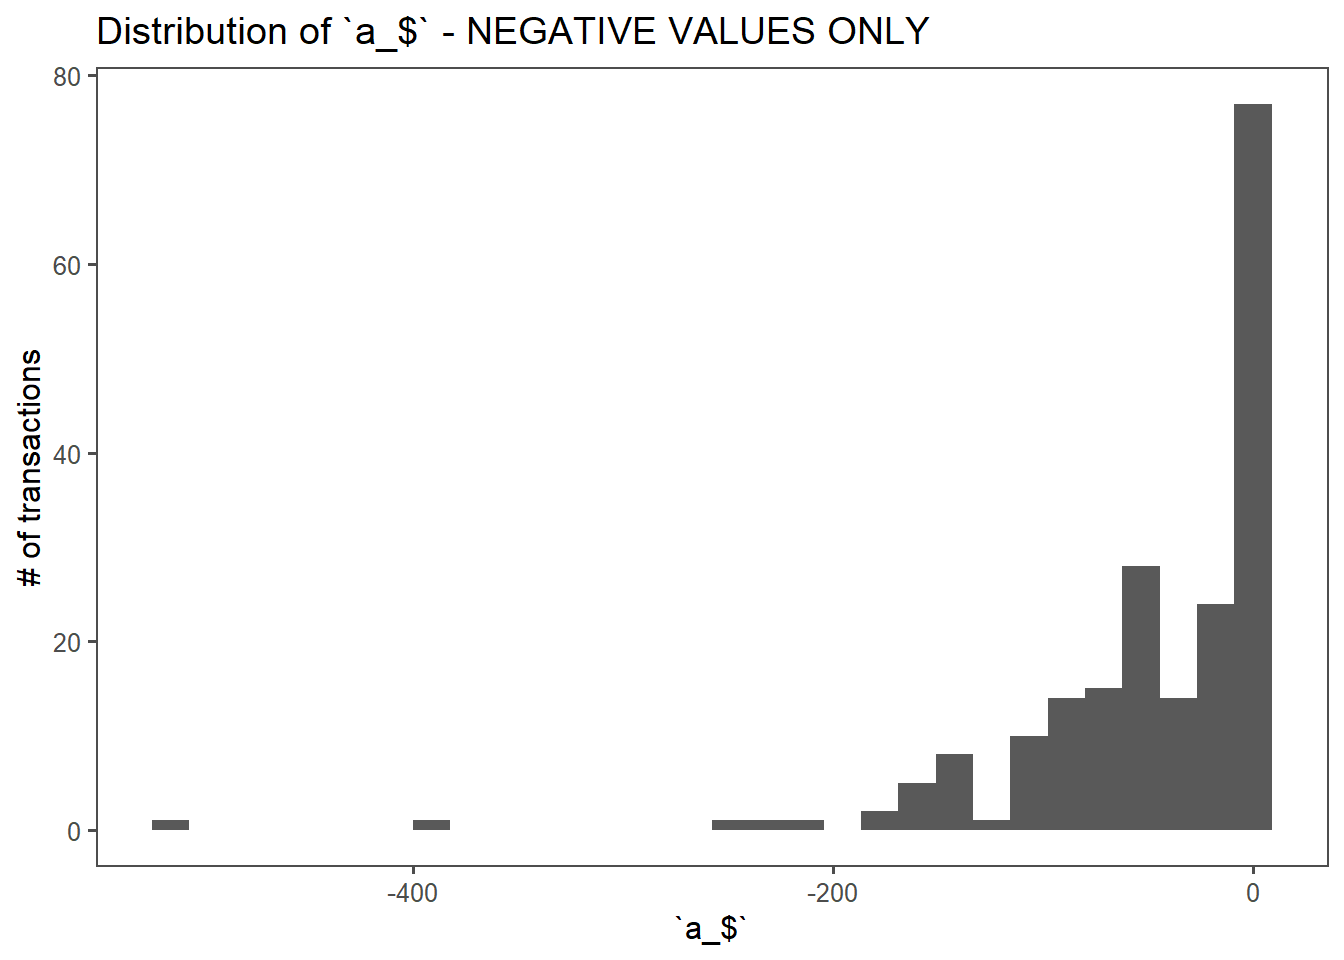 Distribution of `a_$` - NEGATIVE VALUES ONLY
80
60
40
20
0
# of transactions
-400
-200
0
`a_$`